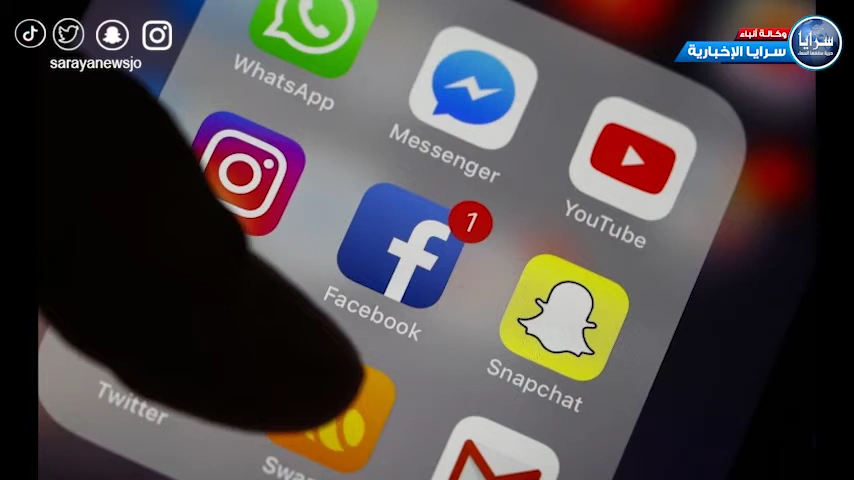 sarayanewsjo
وكالة أنباء
سرايا الإخبارية
سرايا
WhatsApp
Messenger
YouTube
1
Facebook
Snapchat
Twitter